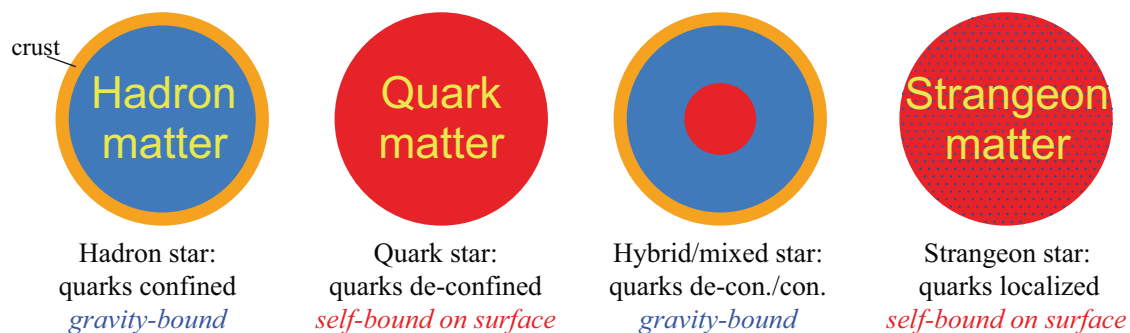 crust
Hadron
matter
Quark
matter
Strangeon
matter
Hadron star:
quarks confined
gravity-bound
Quark star:
quarks de-confined
self-bound on surface
Hybrid/mixed star:
quarks de-con./con.
gravity-bound
Strangeon star:
quarks localized
self-bound on surface